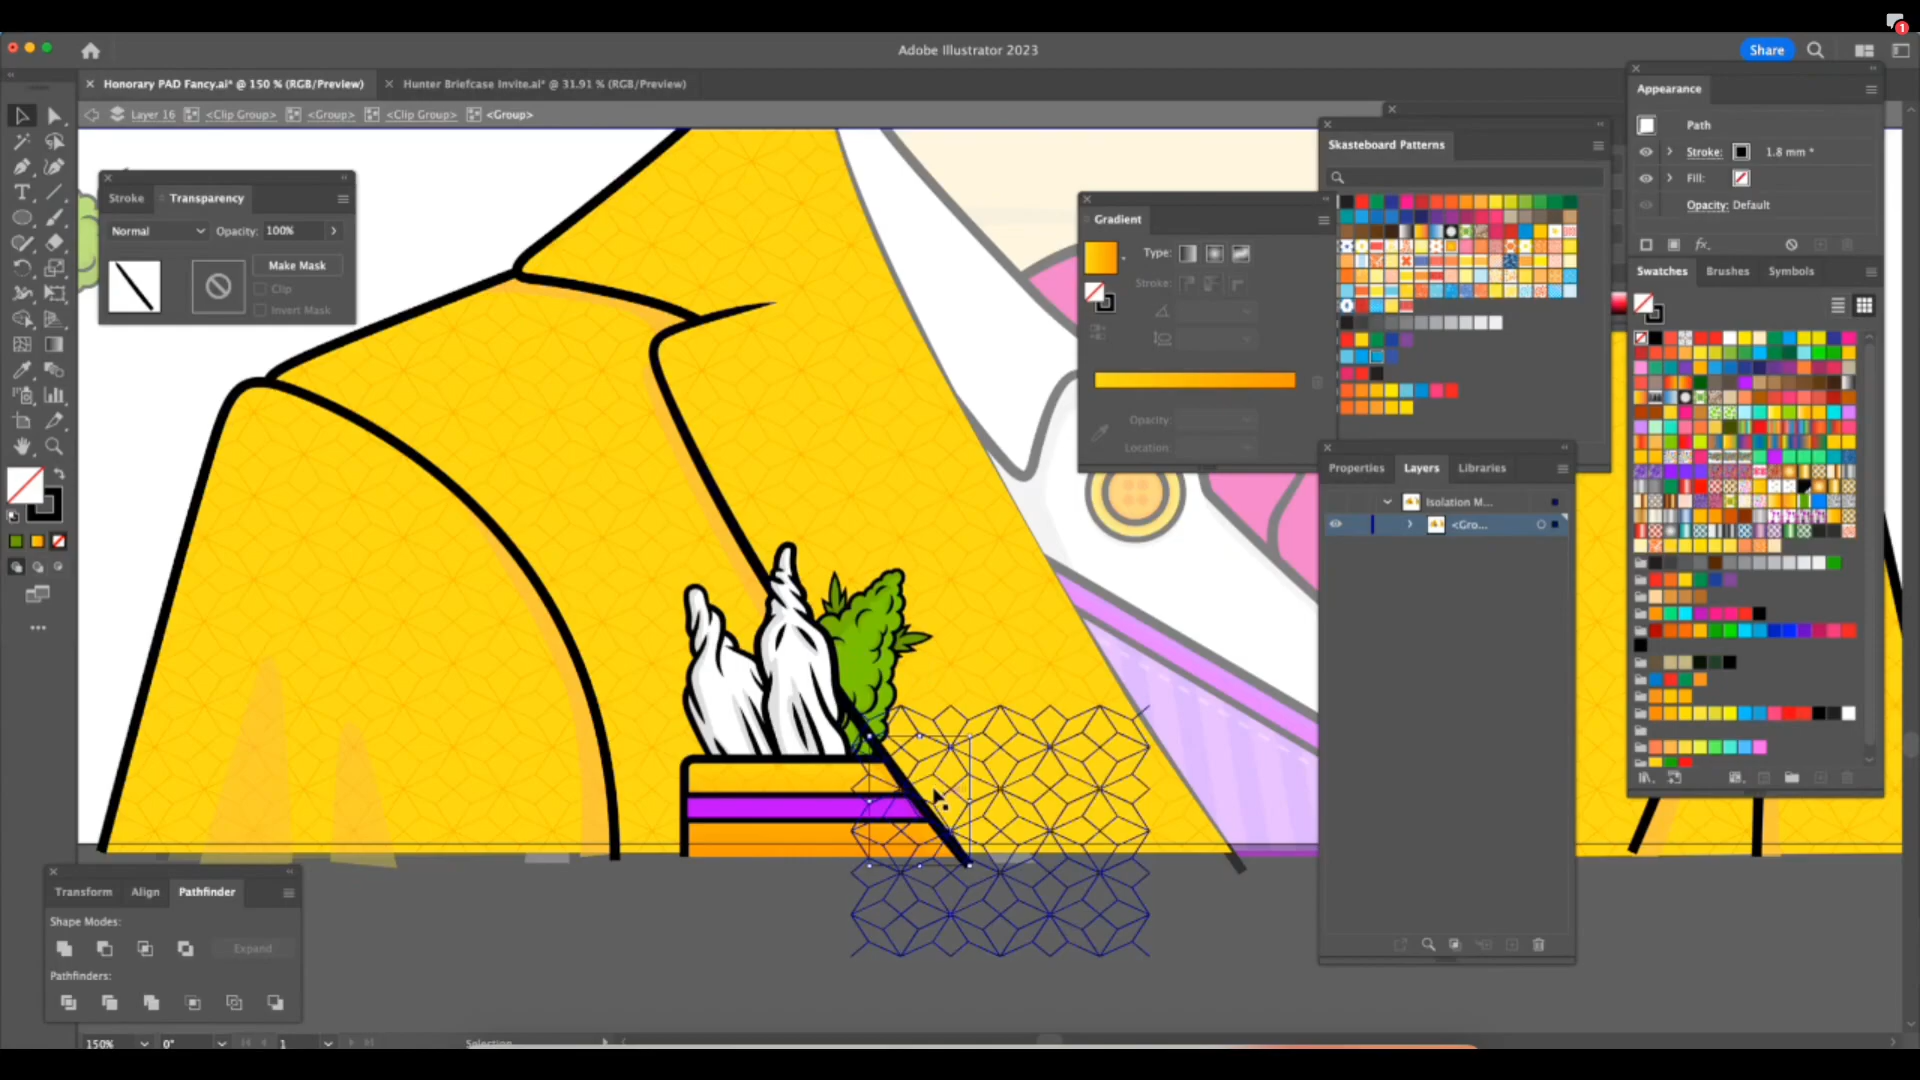 1
Adobe Illustrator 2023
Share
Honorary PAD Fancy.ai* @ 150 % (RGB/Preview)
Hunter Briefcase Invite.ai* @ 31.91 % (RGB/Preview)
Layer 16
<Clip Group>
<Group>
<Clip Group>
<Group>
Stroke
Transparency
Normal
Opacity:
100%
Make Mask
Clip
Invert Mask
Gradient
Type:
Stroke:
Opacity:
Location:
Skasteboard Patterns
Appearance
Path
Stroke:
1.8 mm *
Fill:
Opacity: Default
fx.
Swatches
Brushes
Symbols
Properties
Layers
Libraries
Isolation M...
<Gro...
Transform
Align
Pathfinder
Shape Modes:
Expand
Pathfinders:
150%
0°
1
Selection